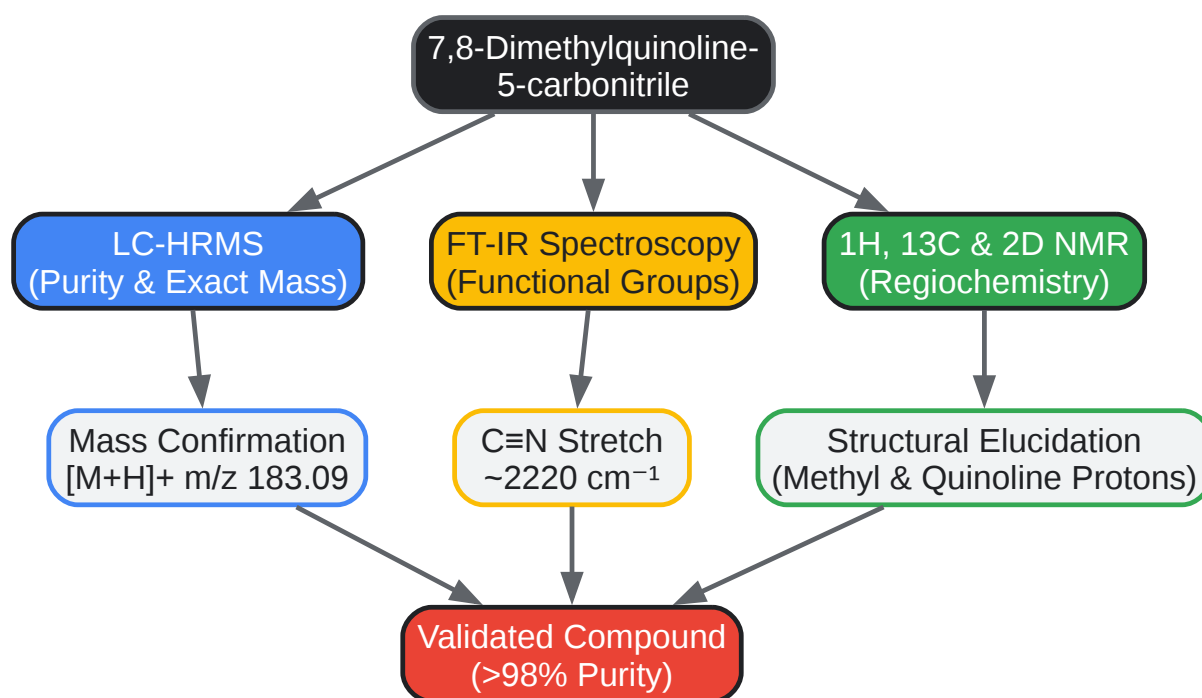 7,8-Dimethylquinoline-
5-carbonitrile
LC-HRMS
(Purity & Exact Mass)
FT-IR Spectroscopy
(Functional Groups)
1H, 13C & 2D NMR
(Regiochemistry)
Mass Confirmation
[M+H]+ m/z 183.09
C≡N Stretch
~2220 cm⁻¹
Structural Elucidation
(Methyl & Quinoline Protons)
Validated Compound
(>98% Purity)